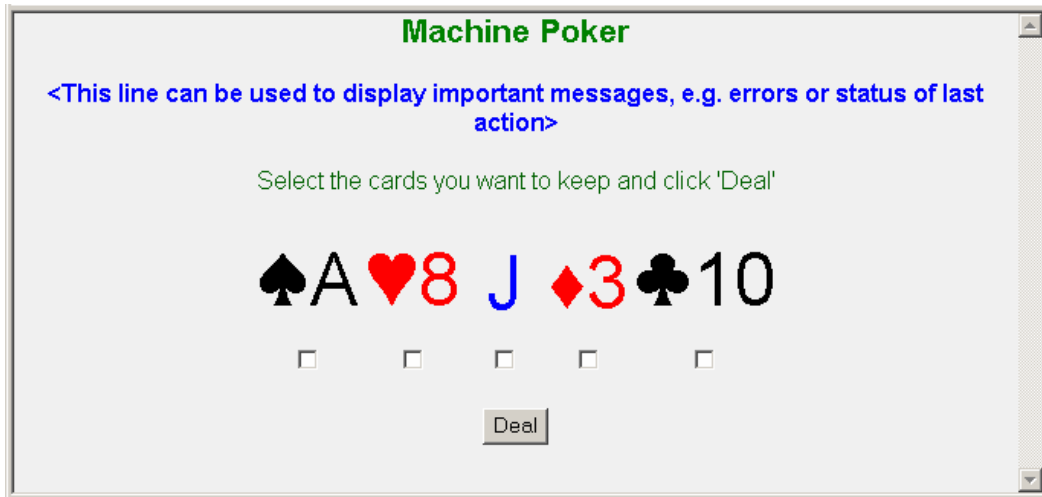 Machine Poker
<This line can be used to display important messages, e.g. errors or status of last
action>
Select the cards you want to keep and click 'Deal'
♠A ♥8 J ♦3 ♣10
Deal